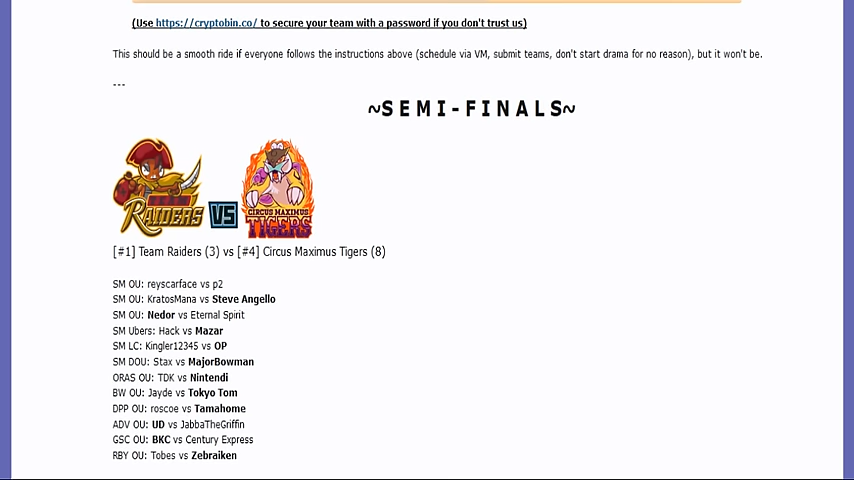 (Use https://cryptobin.co/ to secure your team with a password if you don't trust us)
This should be a smooth ride if everyone follows the instructions above (schedule via VM, submit teams, don't start drama for no reason), but it won't be.
---
~SEMI-FINALS~
TEAM
RAIDERS
VS
CIRCUS MAXIMUS
TIGERS
[#1] Team Raiders (3) vs [#4] Circus Maximus Tigers (8)
SM OU: reyscarface vs p2
SM OU: KratosMana vs Steve Angello
SM OU: Nedor vs Eternal Spirit
SM Ubers: Hack vs Mazar
SM LC: Kingler12345 vs OP
SM DOU: Stax vs MajorBowman
ORAS OU: TDK vs Nintendi
BW OU: Jayde vs Tokyo Tom
DPP OU: roscoe vs Tamahome
ADV OU: UD vs JabbaTheGriffin
GSC OU: BKC vs Century Express
RBY OU: Tobes vs Zebraiken